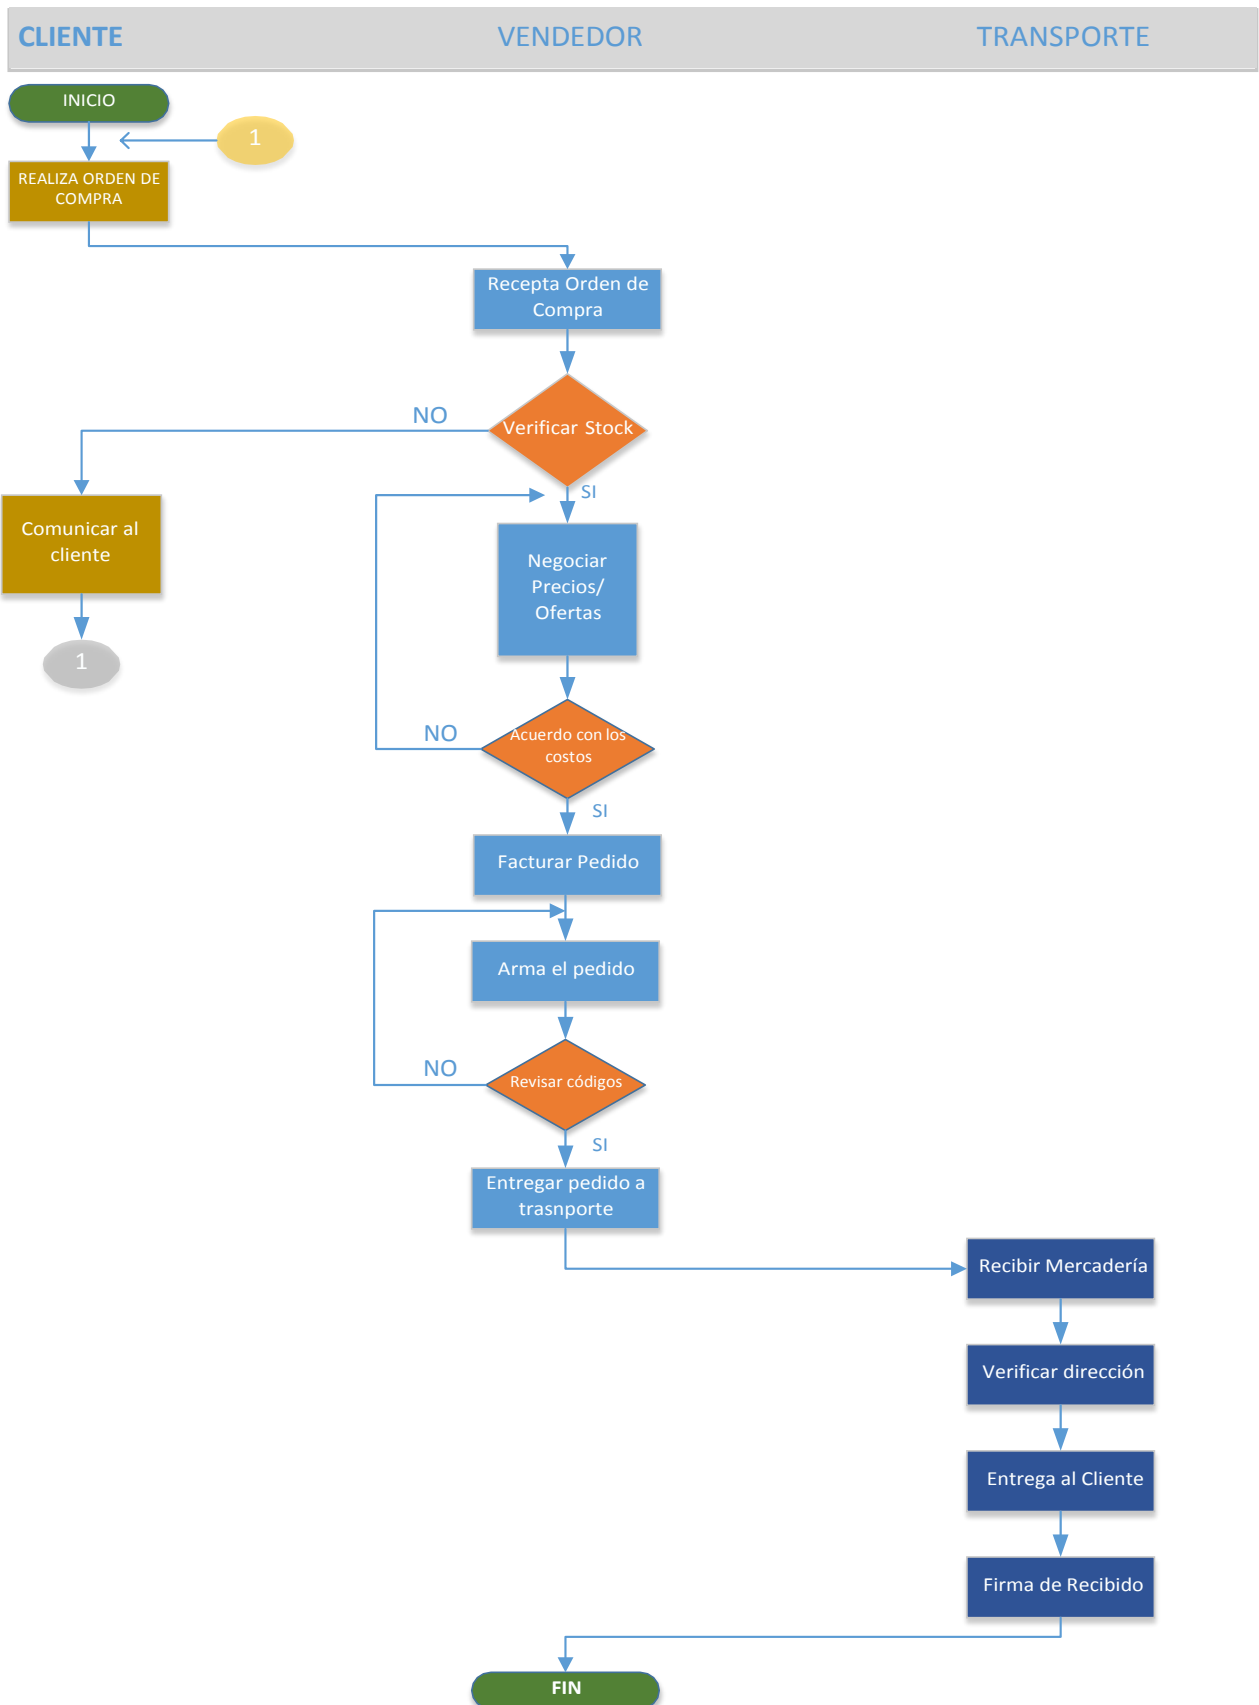 CLIENTE
VENDEDOR
TRANSPORTE
INICIO
1
REALIZA ORDEN DE
COMPRA
Recepta Orden de
Compra
NO
Verificar Stock
SI
Comunicar al
cliente
1
Negociar
Precios/
Ofertas
NO
Acuerdo con los
costos
SI
Facturar Pedido
Arma el pedido
NO
Revisar códigos
SI
Entregar pedido a
trasnporte
Recibir Mercadería
Verificar dirección
Entrega al Cliente
Firma de Recibido
FIN